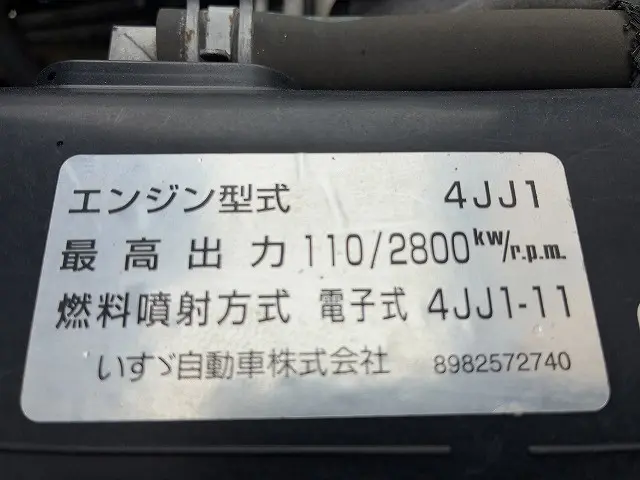 エンジン型式 4JJ1
最高出力 110/2800kW/r.p.m.
燃料噴射方式 電子式 4JJ1-11
いすゞ自動車株式会社 8982572740